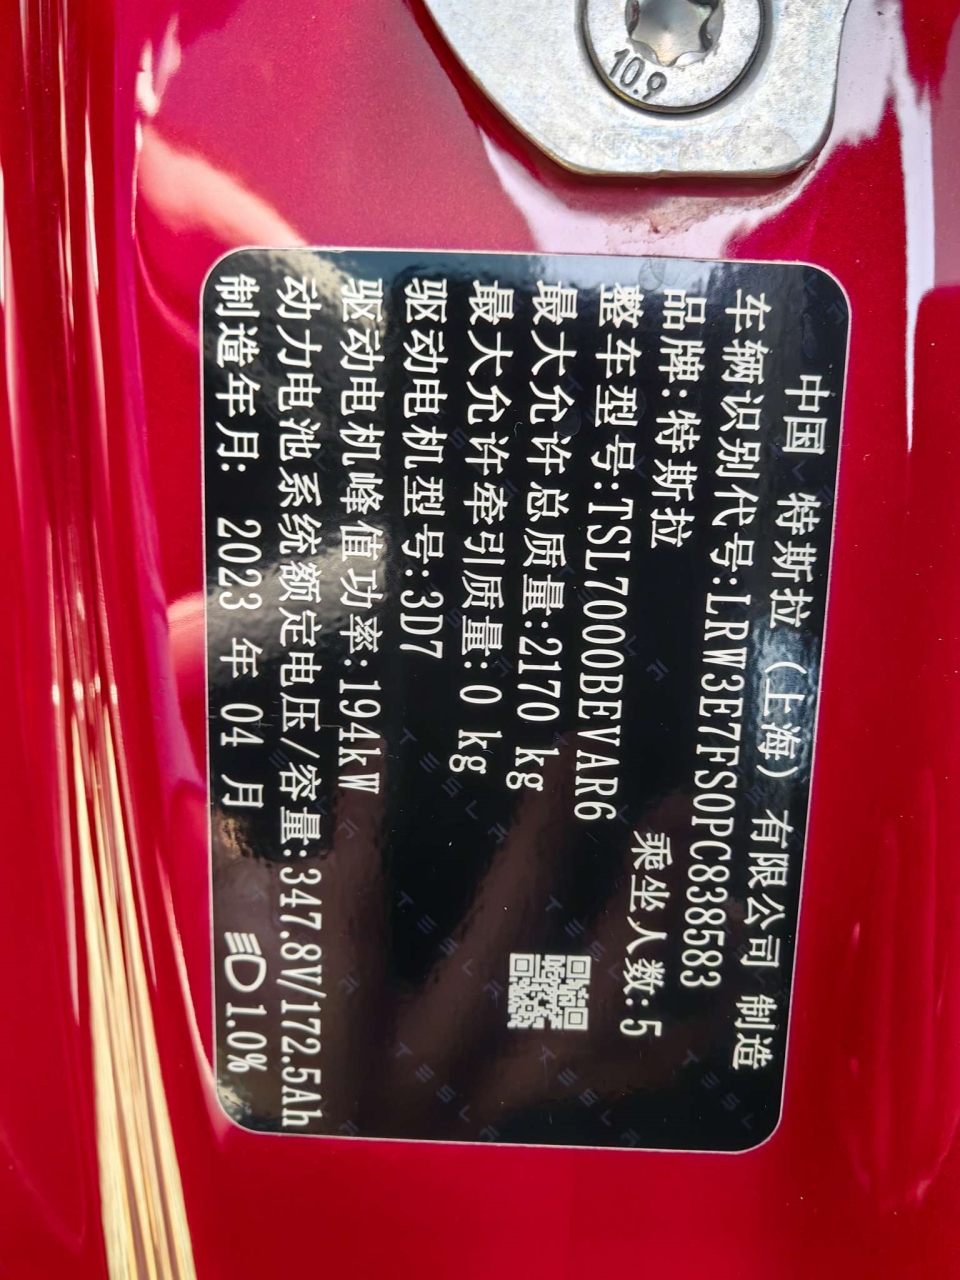 10.9
中国 特斯拉 (上海) 有限公司 制造
车辆识别代号:LRW3E7FS0PC838583
品牌:特斯拉 乘坐人数:5
整车型号:TSL7000BEVAR6
最大允许总质量:2170 kg
最大允许牵引质量:0 kg
驱动电机型号:3D7
驱动电机峰值功率:194kW
动力电池系统额定电压/容量:347.8V/172.5Ah
制造年月: 2023 年 04 月 1.0%